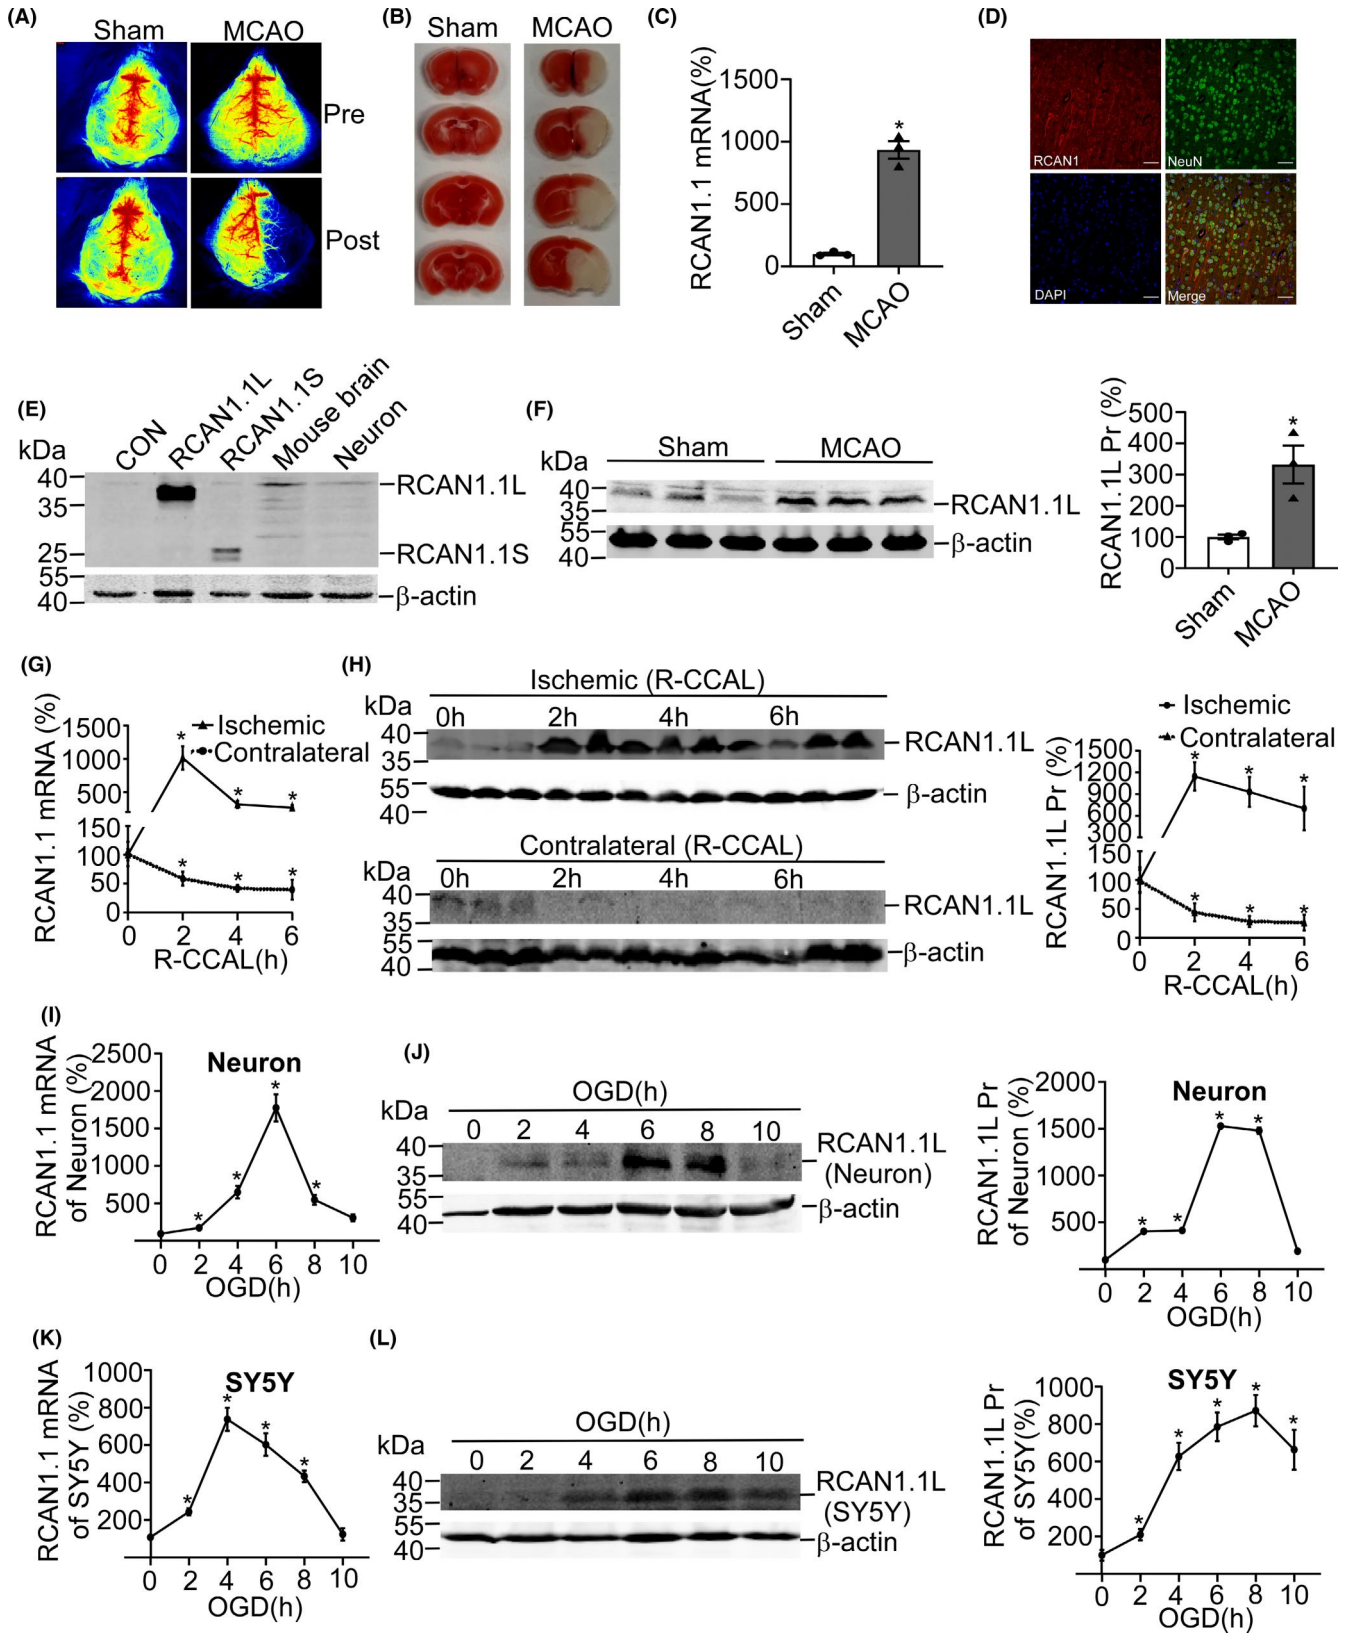 (A)
Sham MCAO
Pre
Post
(B)
Sham MCAO
(C)
RCAN1.1 mRNA(%)
1500
1000
500
0
*
Sham
MCAO
(D)
RCAN1
NeuN
DAPI
Merge
(E)
kDa
CON
RCAN1.1L
RCAN1.1S
Mouse brain
Neuron
40
35
25
55
40
RCAN1.1L
RCAN1.1S
β-actin
(F)
kDa
Sham MCAO
40
35
55
40
RCAN1.1L
β-actin
RCAN1.1L Pr (%)
500
400
300
200
100
0
*
Sham
MCAO
(G)
RCAN1.1 mRNA (%)
1500
1000
500
150
100
50
0
Ischemic
Contralateral
* * *
* * *
0 2 4 6
R-CCAL(h)
(H)
Ischemic (R-CCAL)
kDa
0h 2h 4h 6h
40
35
55
40
RCAN1.1L
β-actin
Contralateral (R-CCAL)
kDa
0h 2h 4h 6h
40
35
55
40
RCAN1.1L
β-actin
Ischemic
Contralateral
RCAN1.1L Pr (%)
1500
1200
900
600
300
150
100
50
0
* * *
* * *
0 2 4 6
R-CCAL(h)
(I)
RCAN1.1 mRNA
of Neuron (%)
Neuron
2500
2000
1500
1000
500
* * * *
0 2 4 6 8 10
OGD(h)
(J)
OGD(h)
kDa
0 2 4 6 8 10
40
35
55
40
RCAN1.1L
(Neuron)
β-actin
RCAN1.1L Pr
of Neuron (%)
Neuron
2000
1500
1000
500
* * * *
0 2 4 6 8 10
OGD(h)
(K)
RCAN1.1 mRNA
of SY5Y (%)
SY5Y
1000
800
600
400
200
* * * *
0 2 4 6 8 10
OGD(h)
(L)
OGD(h)
kDa
0 2 4 6 8 10
40
35
55
40
RCAN1.1L
(SY5Y)
β-actin
RCAN1.1L Pr
of SY5Y(%)
SY5Y
1000
800
600
400
200
* * * * *
0 2 4 6 8 10
OGD(h)